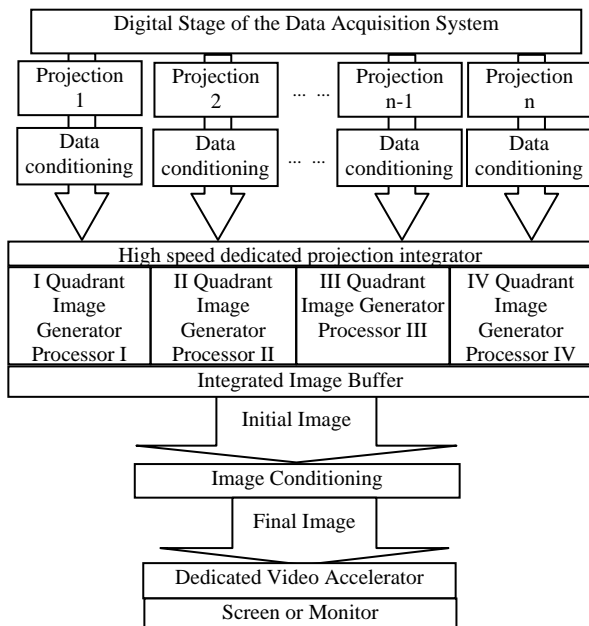 Digital Stage of the Data Acquisition System
Projection
1
Projection
2
... ...
Projection
n-1
Projection
n
Data
conditioning
Data
conditioning
... ...
Data
conditioning
Data
conditioning
High speed dedicated projection integrator
I Quadrant
Image
Generator
Processor I
II Quadrant
Image
Generator
Processor II
III Quadrant
Image Generator
Processor III
IV Quadrant
Image
Generator
Processor IV
Integrated Image Buffer
Initial Image
Image Conditioning
Final Image
Dedicated Video Accelerator
Screen or Monitor